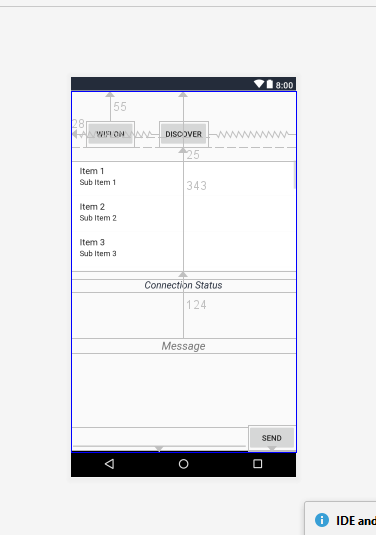 8:00
55
28
WIFI ON
DISCOVER
25
Item 1
Sub Item 1
343
Item 2
Sub Item 2
Item 3
Sub Item 3
Connection Status
124
Message
SEND
IDE and